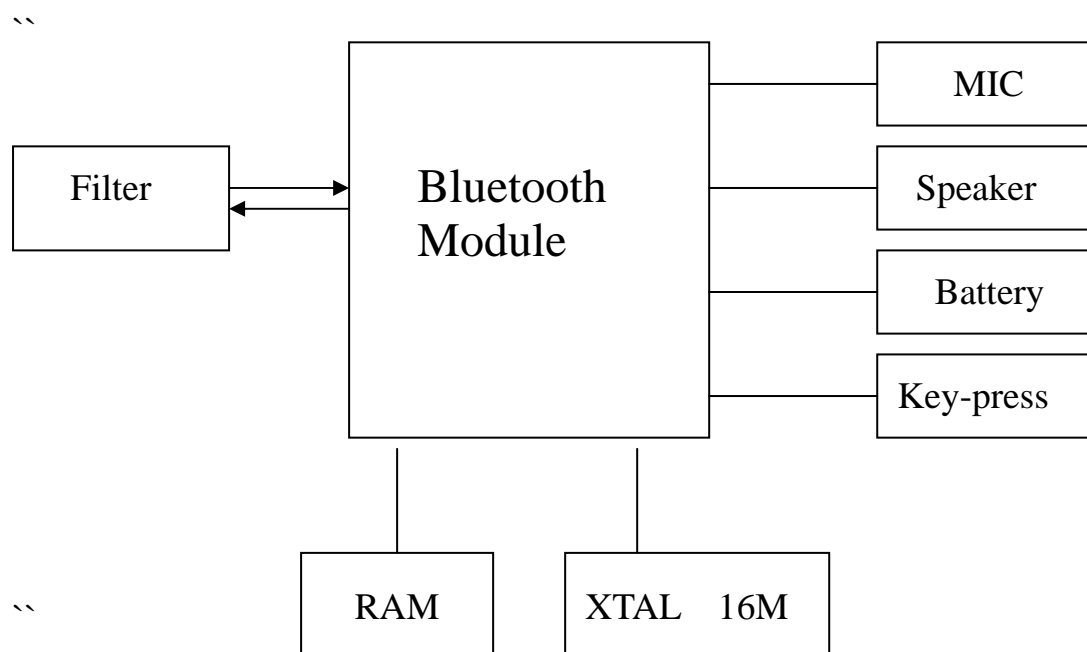 ``
MIC
Filter
Bluetooth
Module
Speaker
Battery
Key-press
RAM
XTAL 16M
``